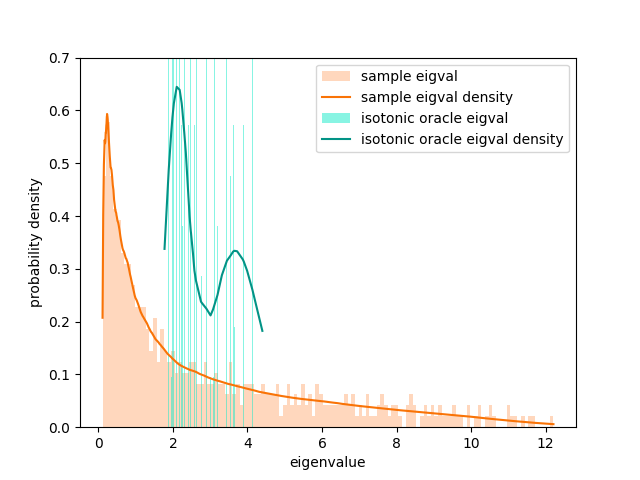 0.7
0.6
0.5
0.4
0.3
0.2
0.1
0.0
probability density
sample eigval
sample eigval density
isotonic oracle eigval
isotonic oracle eigval density
0 2 4 6 8 10 12
eigenvalue